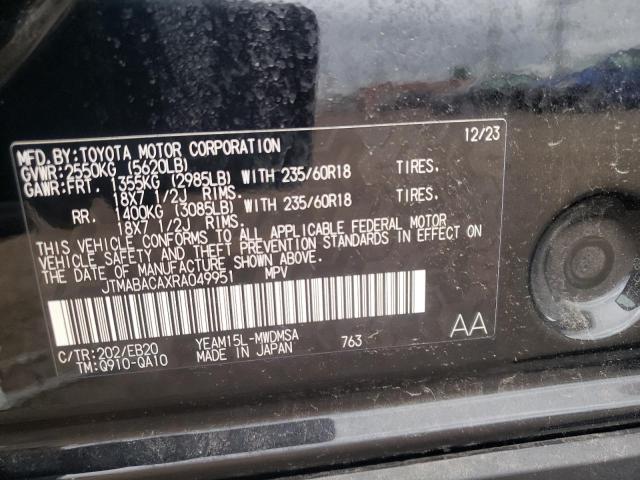 12/23
MFD.BY:TOYOTA MOTOR CORPORATION
GVWR:2550KG (5620LB)
GAWR:FRT. 1355KG (2985LB) WITH 235/60R18 TIRES.
18X7 1/2J RIMS.
RR. 1400KG (3085LB) WITH 235/60R18 TIRES.
18X7 1/2J RIMS.
THIS VEHICLE CONFORMS TO ALL APPLICABLE FEDERAL MOTOR
VEHICLE SAFETY AND THEFT PREVENTION STANDARDS IN EFFECT ON
THE DATE OF MANUFACTURE SHOWN ABOVE.
JTMABACAXRA049951 MPV
C/TR:202/EB20 YEAM15L-MWDMSA 763 AA
TM:Q910-QA10 MADE IN JAPAN